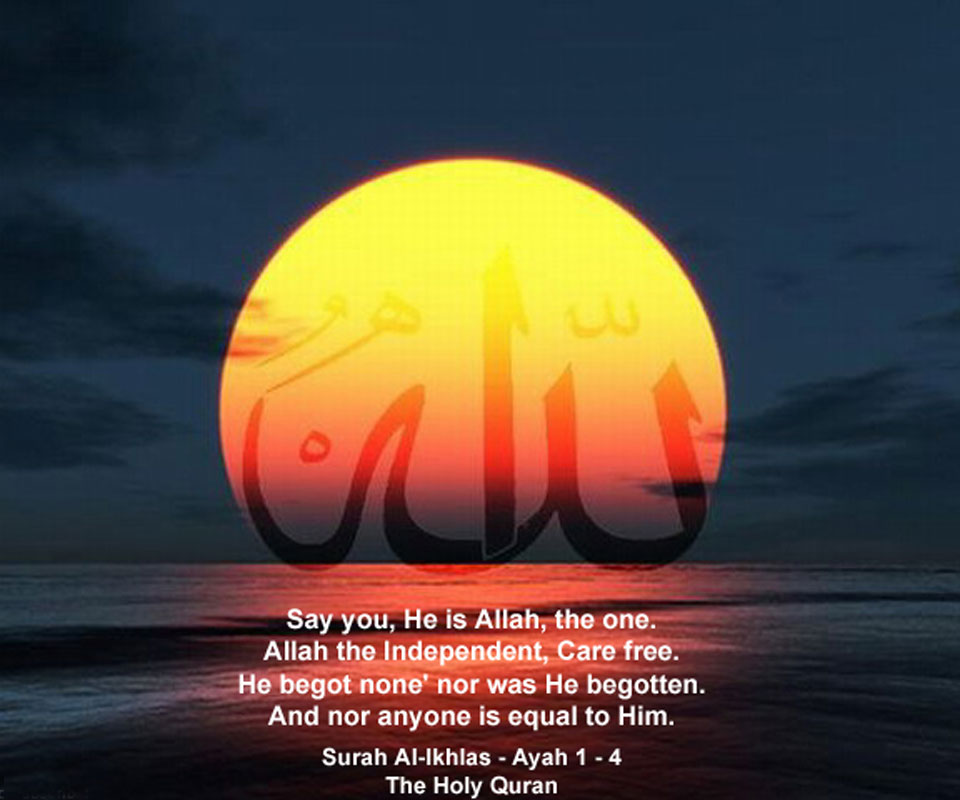 الله
Say you, He is Allah, the one.
Allah the Independent, Care free.
He begot none' nor was He begotten.
And nor anyone is equal to Him.
Surah Al-Ikhlas - Ayah 1 - 4
The Holy Quran